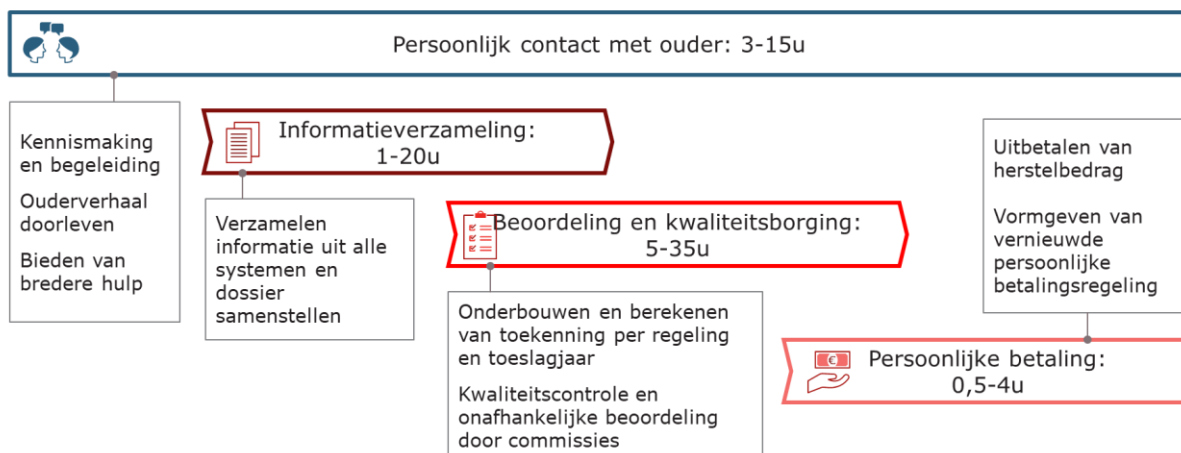 Persoonlijk contact met ouder: 3-15u
Kennismaking
en begeleiding
Ouderverhaal
doorleven
Bieden van
bredere hulp
Informatieverzameling:
1-20u
Verzamelen
informatie uit alle
systemen en
dossier
samenstellen
Beoordeling en kwaliteitsborging:
5-35u
Onderbouwen en berekenen
van toekenning per regeling
en toeslagjaar
Kwaliteitscontrole en
onafhankelijke beoordeling
door commissies
Uitbetalen van
herstelbedrag
Vormgeven van
vernieuwde
persoonlijke
betalingsregeling
Persoonlijke betaling:
0,5-4u